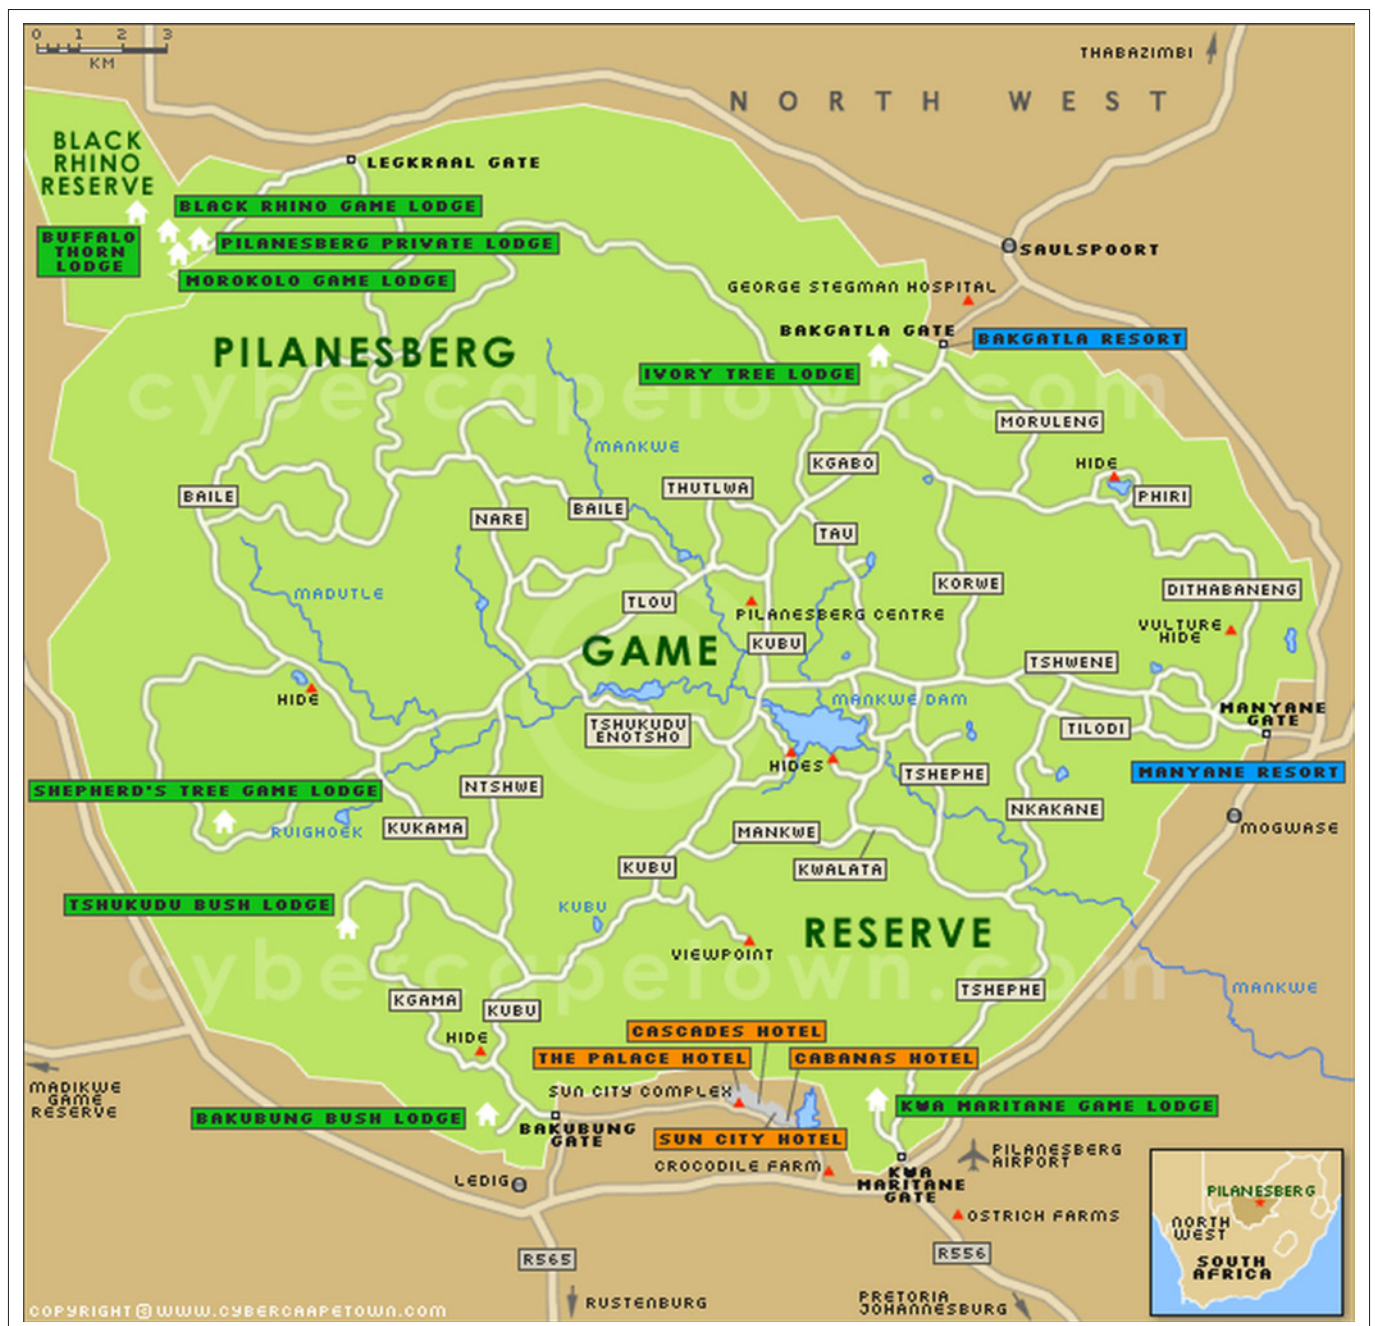 0 1 2 3
KM
THABAZIMBI
NORTH WEST
BLACK
RHINO
RESERVE
LEGKRAAL GATE
BLACK RHINO GAME LODGE
BUFFALO
THORN
LODGE
PILANESBERG PRIVATE LODGE
MOROKOLO GAME LODGE
SAULSPOORT
GEORGE STEGMAN HOSPITAL
BAKGATLA GATE
BAKGATLA RESORT
PILANESBERG
IVORY TREE LODGE
cybercapetown.com
MORULENG
MANKWE
KGABO
HIDE
PHIRI
BAILE
THUTLWA
BAILE
NARE
TAU
MADUTLE
KORWE
DITHABANENG
TLOU
PILANESBERG CENTRE
VULTURE
HIDE
GAME
KUBU
TSHWENE
HIDE
MANKWE DAM
MANYANE
GATE
TSHUKUDU
ENOTSHO
TILODI
HIDES
TSHEPHE
MANYANE RESORT
SHEPHERD'S TREE GAME LODGE
NTSHWE
NKAKANE
RUIGHOEK
KUKAMA
MANKWE
MOGWASE
KUBU
KWALATA
TSHUKUDU BUSH LODGE
KUBU
RESERVE
VIEWPOINT
cybercapetown.com
MANKWE
TSHEPHE
KGAMA
KUBU
HIDE
CASCADES HOTEL
THE PALACE HOTEL
CABANAS HOTEL
MADIKWE
GAME
RESERVE
SUN CITY COMPLEX
BAKUBUNG BUSH LODGE
KWA MARITANE GAME LODGE
BAKUBUNG
GATE
SUN CITY HOTEL
CROCODILE FARM
PILANESBERG
AIRPORT
LEDIG
KWA
MARITANE
GATE
PILANESBERG
OSTRICH FARMS
NORTH
WEST
R565
R556
SOUTH
AFRICA
COPYRIGHT © WWW.CYBERCAAPETOWN.COM
RUSTENBURG
PRETORIA
JOHANNESBURG